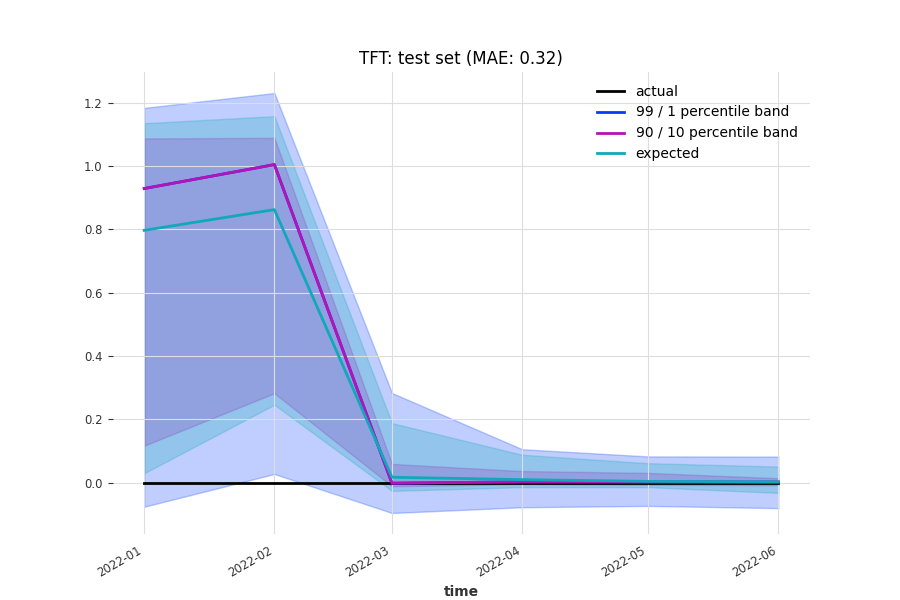 TFT: test set (MAE: 0.32)
actual
99 / 1 percentile band
90 / 10 percentile band
expected
1.2
1.0
0.8
0.6
0.4
0.2
0.0
2022-01
2022-02
2022-03
2022-04
2022-05
2022-06
time